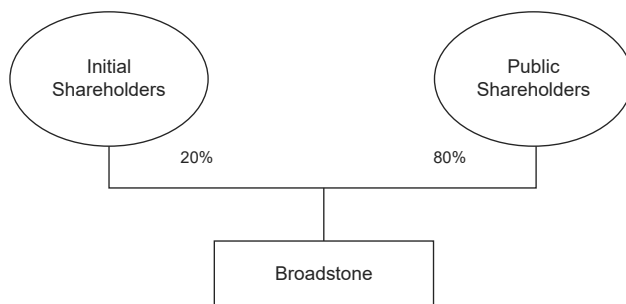 Initial
Shareholders
Public
Shareholders
20%
80%
Broadstone